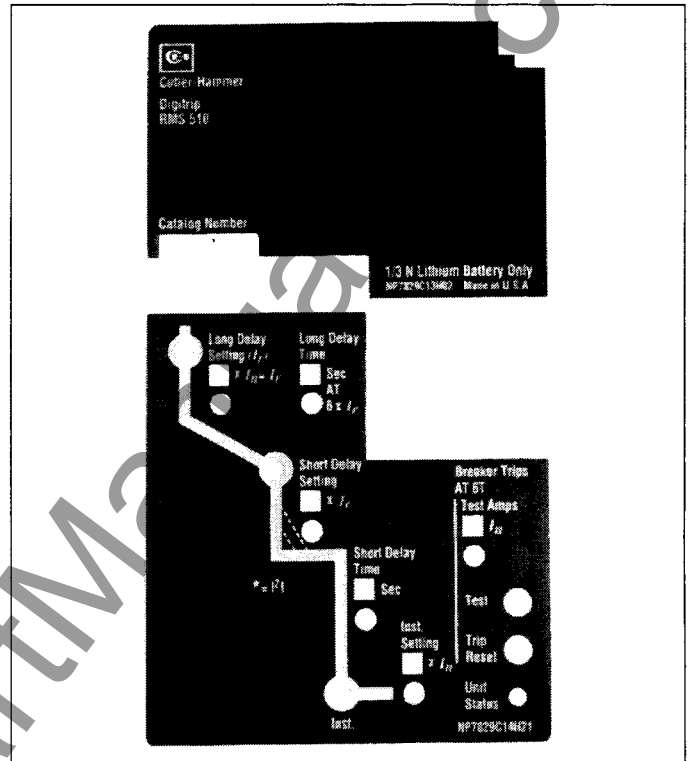 Cutler-Hammer
Digitrip
RMS 510
Catalog Number
1/3 N Lithium Battery Only
NP7829C13H02 Made in U S A
Long Delay
Setting (Ir)
x In = Ir
Long Delay
Time
Sec
AT
6 x Ir
Short Delay
Setting
x Ir
* = I²t
Short Delay
Time
Sec
Inst.
Setting
x In
Inst.
Breaker Trips
AT 6T
Test Amps
In
Test
Trip
Reset
Unit
Status
NP7829C14H21